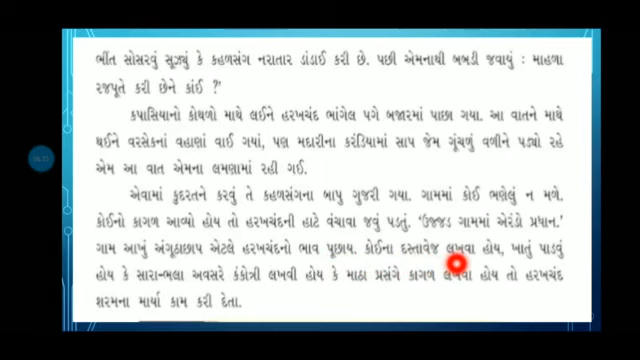 ભીંત સોસરવું સૂઝ્યું કે કહળસંગ નરાતાર ડાંડાઈ કરી છે. પછી એમનાથી બબડી જવાયું : માહળા
રજપૂતે કરી છેને કાંઈ ?'
કપાસિયાનો કોથળો માથે લઈને હરખચંદ ભાંગેલ પગે બજારમાં પાછા ગયા. આ વાતને માથે
થઈને વરસેકનાં વહાણાં વાઈ ગયાં, પણ મદારીના કરંડિયામાં સાપ જેમ ગૂંચળું વળીને પડ્યો રહે
એમ આ વાત એમના લમણામાં રહી ગઈ.
એવામાં કુદરતને કરવું તે કહળસંગના બાપુ ગુજરી ગયા. ગામમાં કોઈ ભણેલું ન મળે.
કોઈનો કાગળ આવ્યો હોય તો હરખચંદની હાટે વંચાવા જવું પડતું. 'ઉજ્જડ ગામમાં એરંડો પ્રધાન.'
ગામ આખું અંગૂઠાછાપ એટલે હરખચંદનો ભાવ પૂછાય. કોઈના દસ્તાવેજ લખવા હોય, ખાતું પાડવું
હોય કે સારા-ભલા અવસરે કંકોત્રી લખવી હોય કે માઠા પ્રસંગે કાગળ લખવા હોય તો હરખચંદ
શરમના માર્યા કામ કરી દેતા.